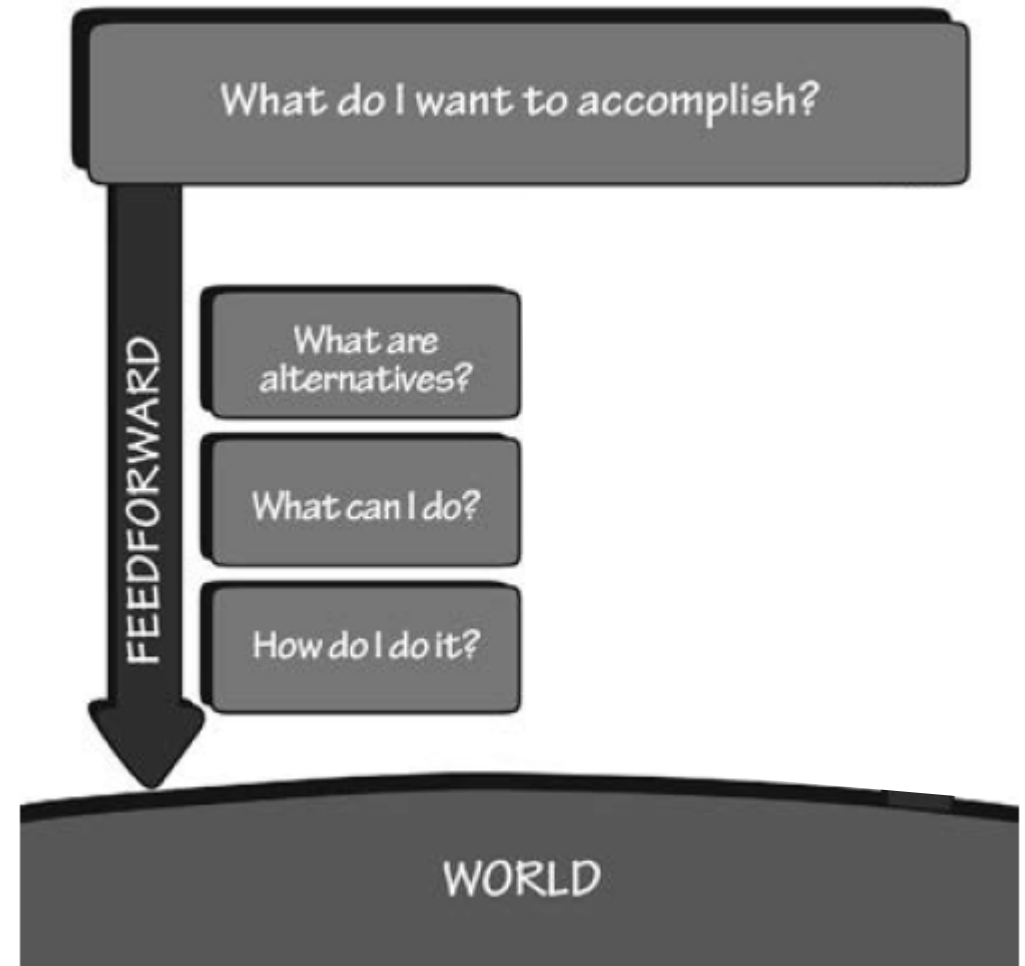 What do I want to accomplish?
FEEDFORWARD
What are
alternatives?
What can I do?
How do I do it?
WORLD